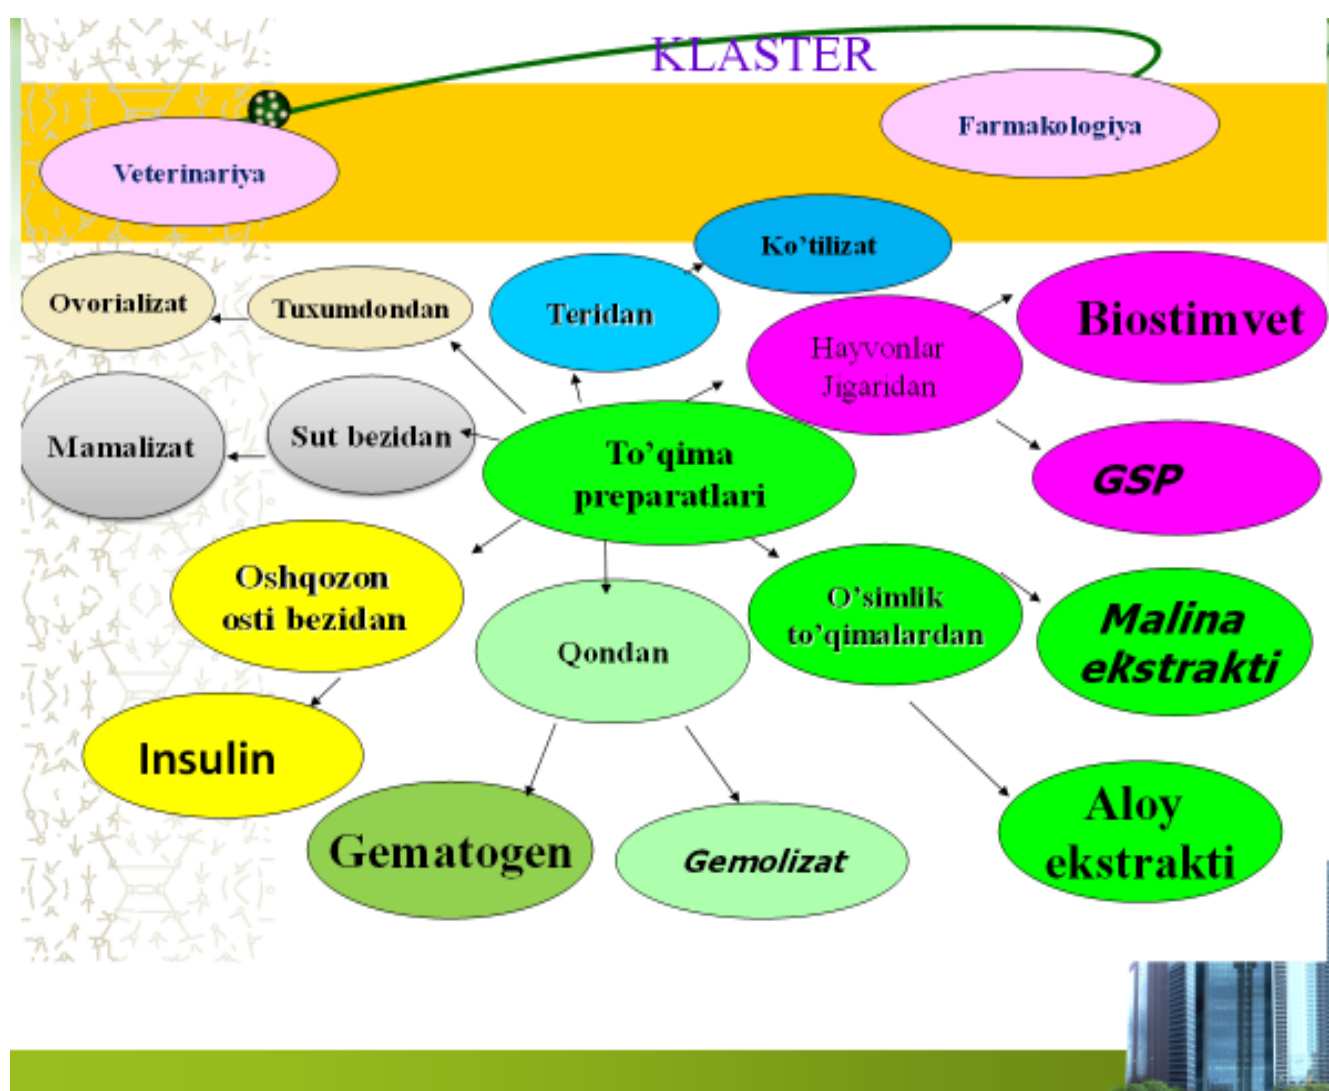 KLASTER
Farmakologiya
Veterinariya
Ko’tilizat
Ovorializat
Tuxumdondan
Teridan
Biostimvet
Hayvonlar
Jigaridan
Mamalizat
Sut bezidan
To’qima
preparatlari
GSP
Oshqozon
osti bezidan
Qondan
O’simlik
to’qimalardan
Malina
ekstrakti
Insulin
Gematogen
Gemolizat
Aloy
ekstrakti